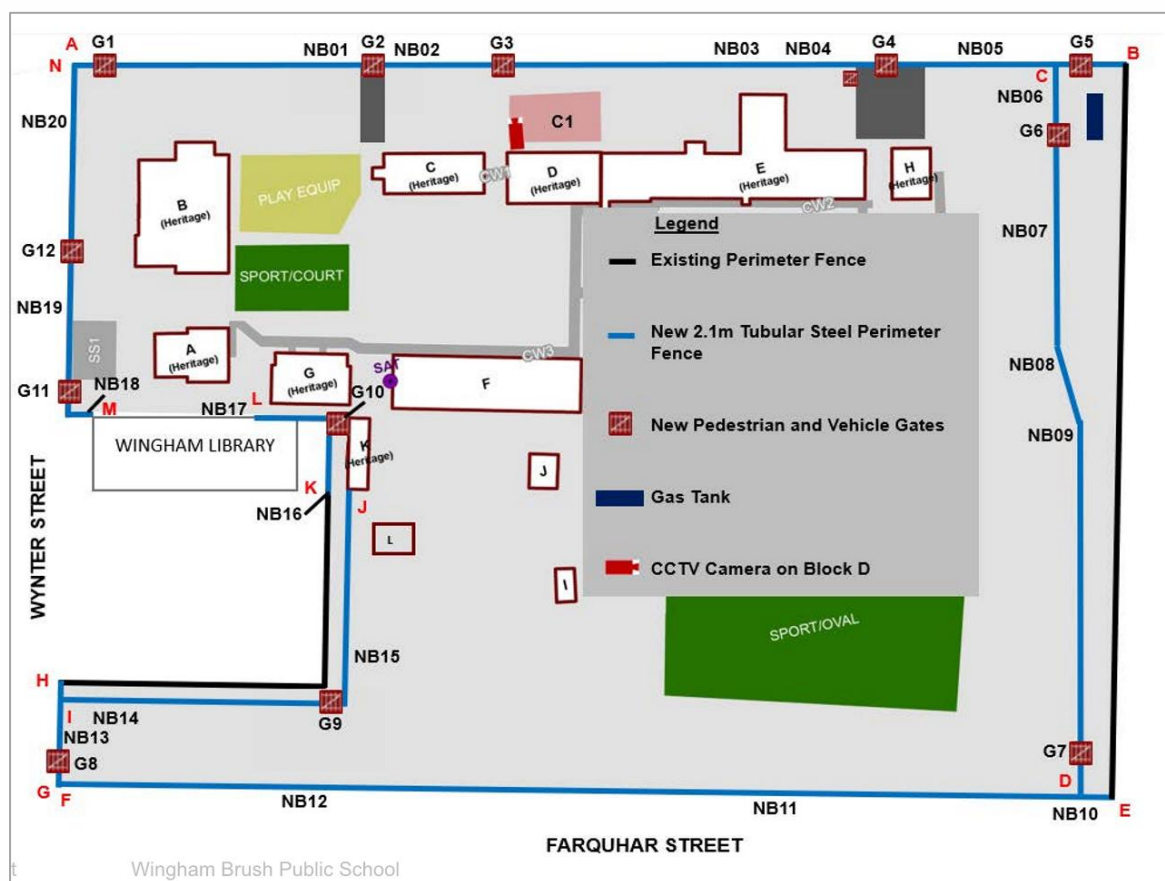 A
G1
NB01
G2
NB02
G3
NB03
NB04
G4
NB05
G5
B
N
C
NB20
NB06
G6
C1
C
(Heritage)
CW1
D
(Heritage)
E
(Heritage)
H
(Heritage)
B
(Heritage)
PLAY EQUIP
CW2
G12
NB07
SPORT/COURT
NB19
SS1
A
(Heritage)
G
(Heritage)
CW3
SAT
F
NB08
G11
NB18
M
NB17
L
G10
NB09
WINGHAM LIBRARY
K
(Heritage)
J
K
J
NB16
L
I
WYNTER STREET
Legend
Existing Perimeter Fence
New 2.1m Tubular Steel Perimeter
Fence
New Pedestrian and Vehicle Gates
Gas Tank
CCTV Camera on Block D
SPORT/OVAL
NB15
H
I
NB14
G9
NB13
G8
G7
G
F
NB12
NB11
D
NB10
E
FARQUHAR STREET
t
Wingham Brush Public School